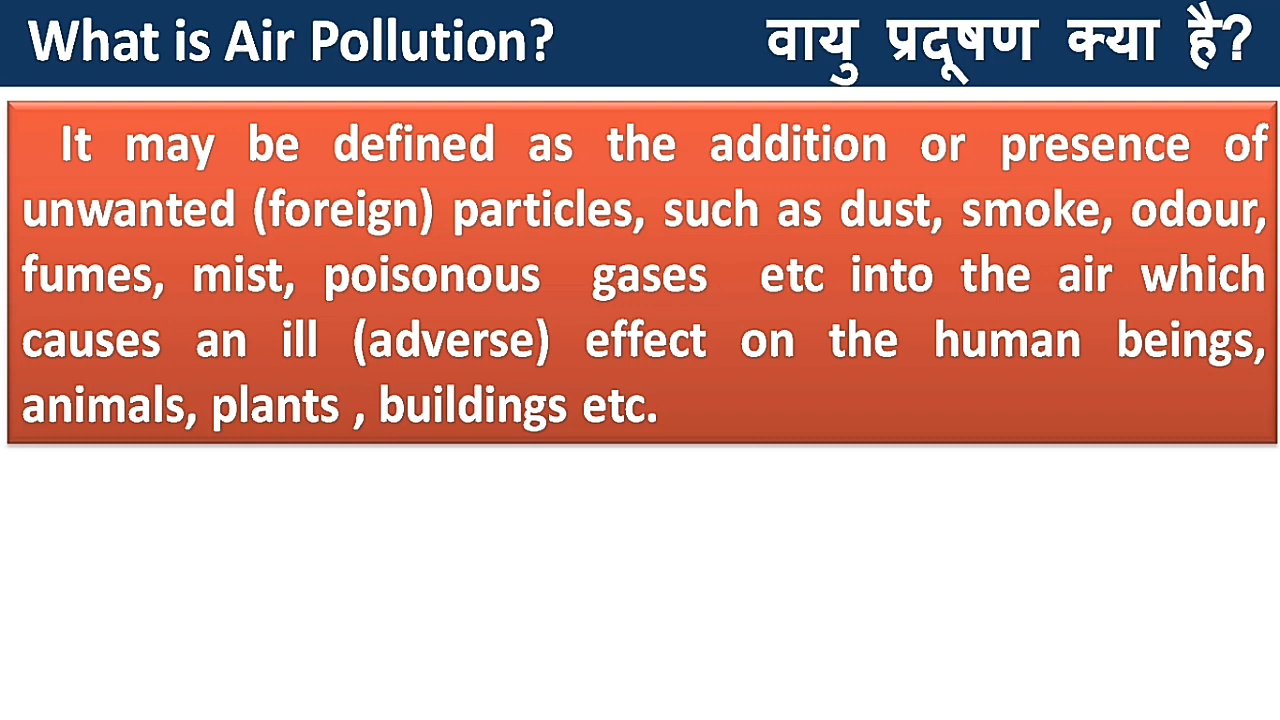 What is Air Pollution? वायु प्रदूषण क्या है?
It may be defined as the addition or presence of
unwanted (foreign) particles, such as dust, smoke, odour,
fumes, mist, poisonous gases etc into the air which
causes an ill (adverse) effect on the human beings,
animals, plants , buildings etc.